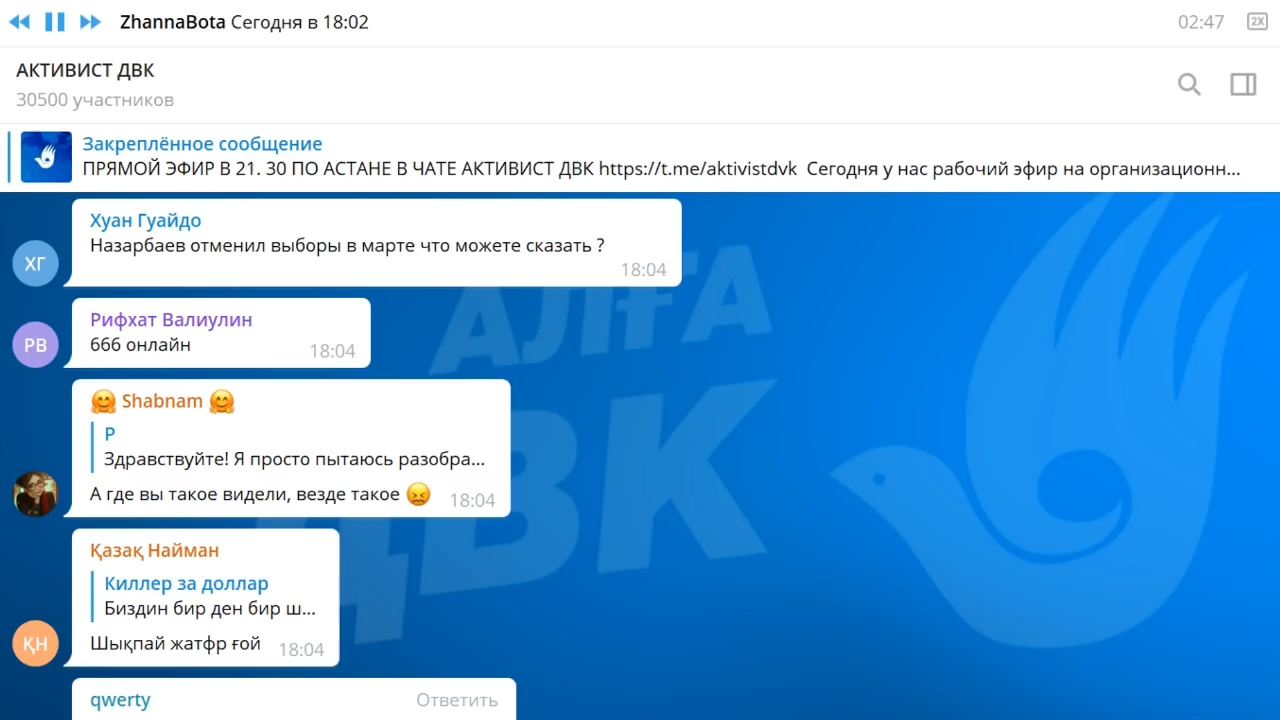 ZhannaBota Сегодня в 18:02
02:47
2X
АКТИВИСТ ДВК
30500 участников
Закреплённое сообщение
ПРЯМОЙ ЭФИР В 21. 30 ПО АСТАНЕ В ЧАТЕ АКТИВИСТ ДВК https://t.me/aktivistdvk Сегодня у нас рабочий эфир на организационн...
Хуан Гуайдо
Назарбаев отменил выборы в марте что можете сказать ?
18:04
ХГ
АЛҒА
ДВК
Рифхат Валиулин
666 онлайн
18:04
РВ
Shabnam
Р
Здравствуйте! Я просто пытаюсь разобра...
А где вы такое видели, везде такое
18:04
Қазақ Найман
Киллер за доллар
Биздин бир ден бир ш...
Шықпай жатфр ғой
18:04
ҚН
qwerty
Ответить